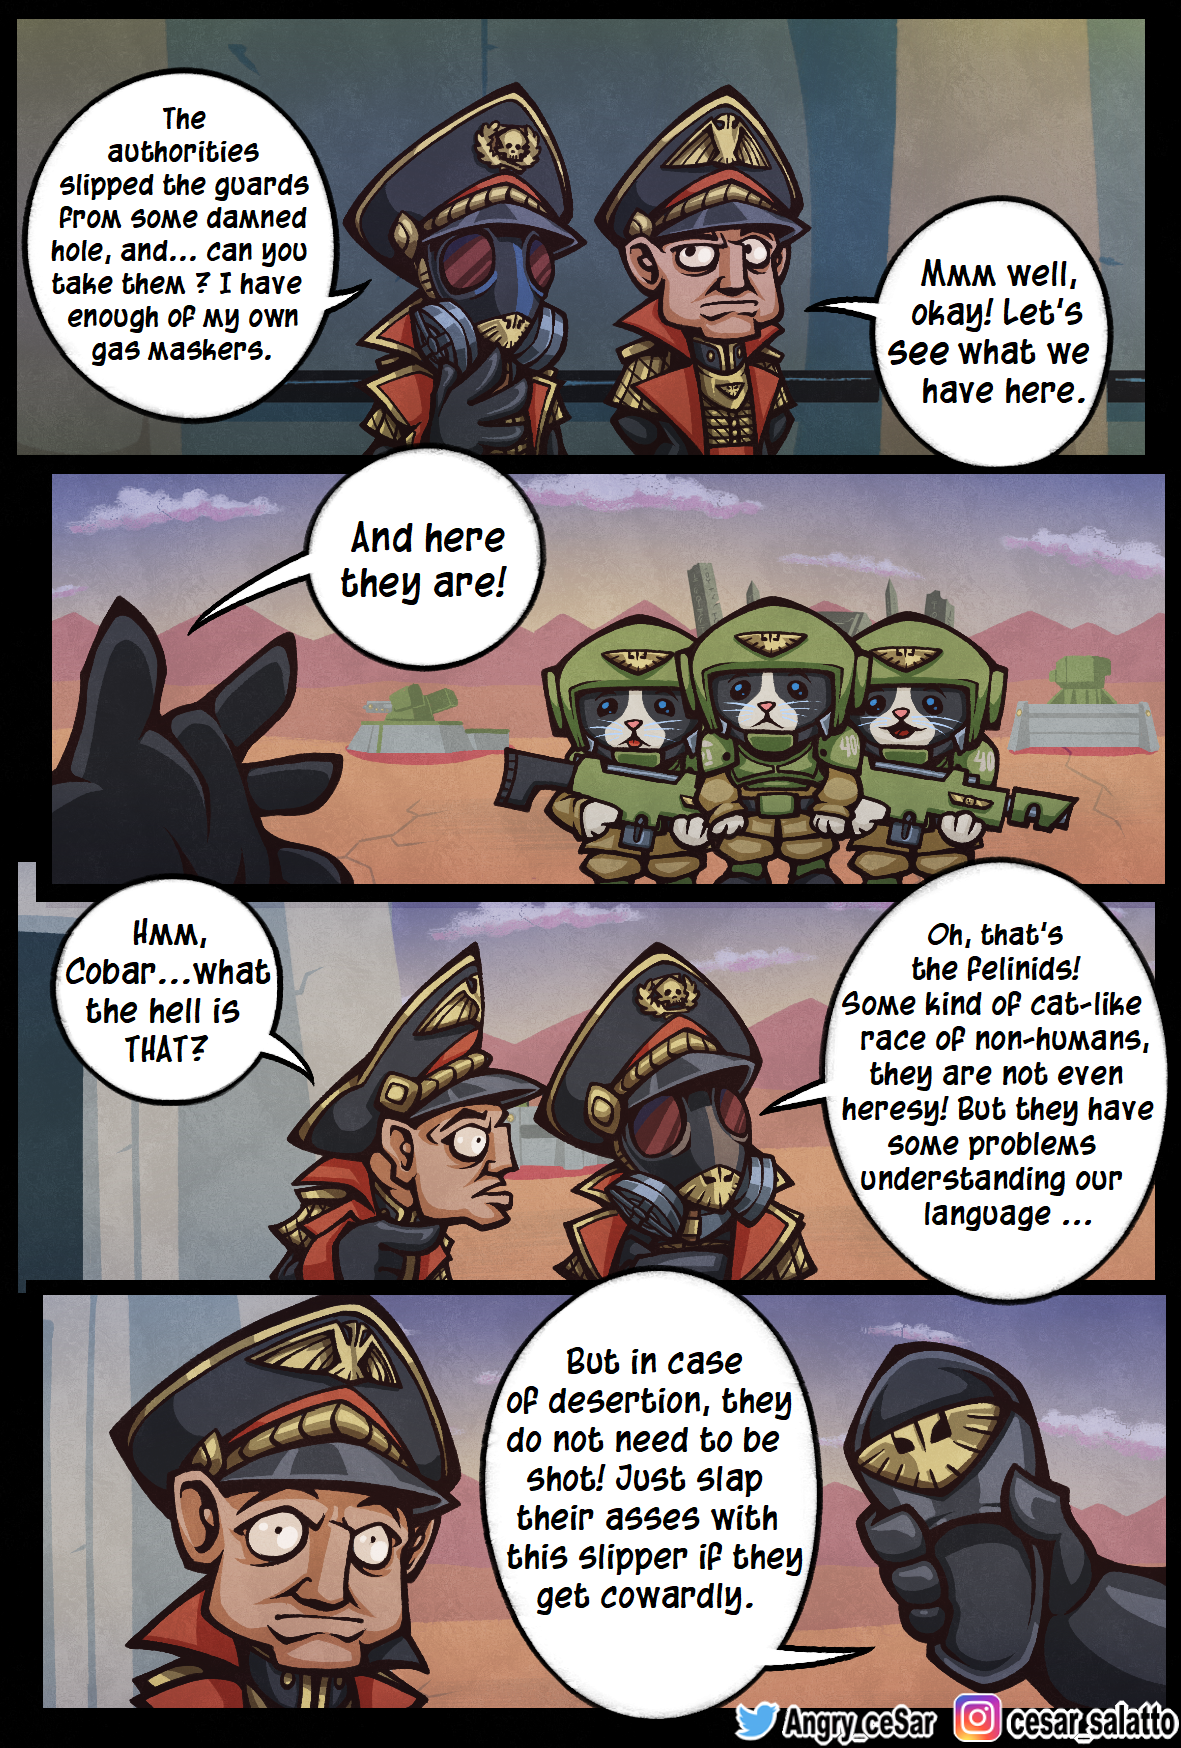 The
authorities
slipped the guards
from some damned
hole, and... can you
take them ? I have
enough of my own
gas maskers.
Mmm well,
okay! Let's
see what we
have here.
And here
they are!
40
40
Hmm,
Cobar...what
the hell is
THAT?
Oh, that's
the felinids!
Some kind of cat-like
race of non-humans,
they are not even
heresy! But they have
some problems
understanding our
language ...
But in case
of desertion, they
do not need to be
shot! Just slap
their asses with
this slipper if they
get cowardly.
Angry_ceSar
cesar_salatto